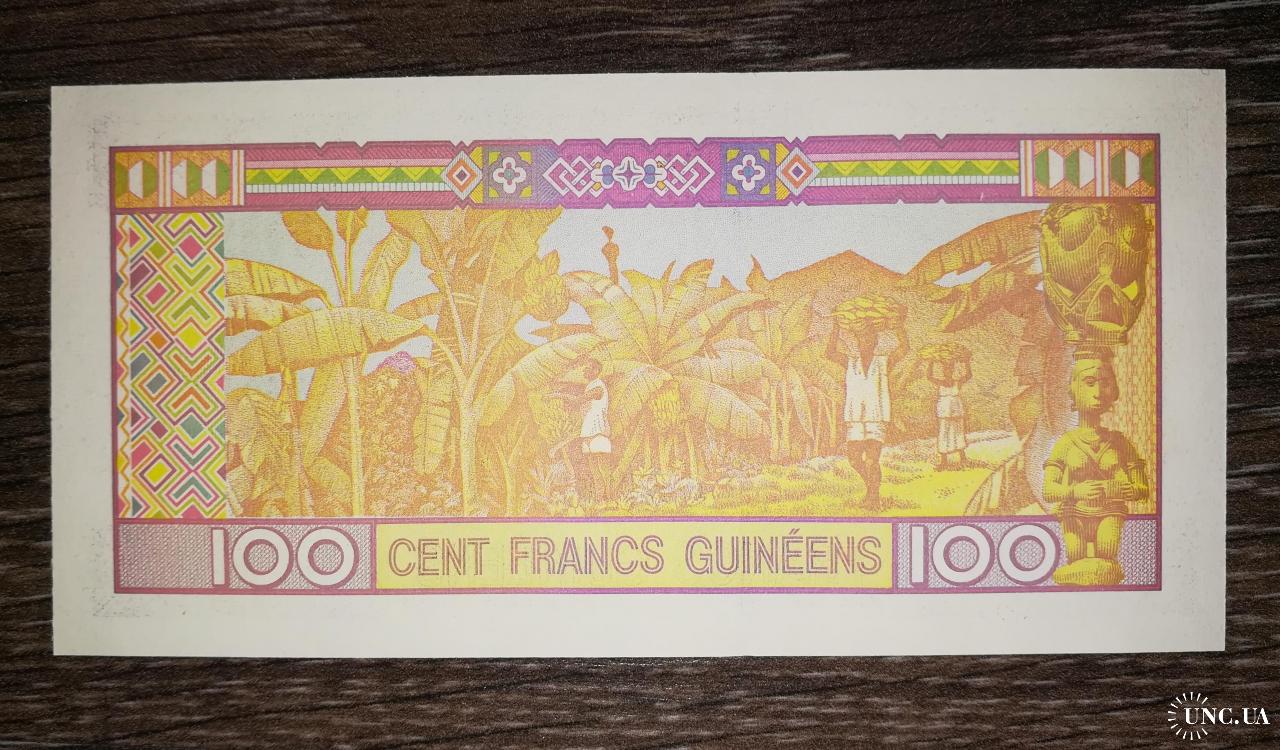 100 CENT FRANCS GUINÉENS 100
UNC.UA